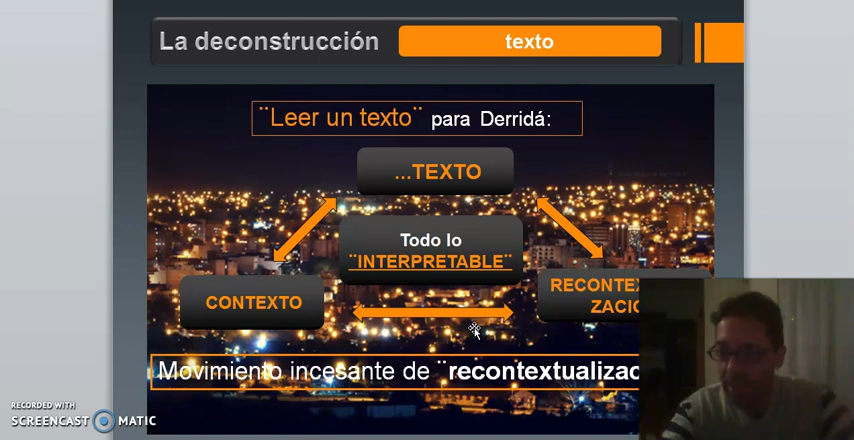 La deconstrucción
texto
¨Leer un texto¨ para Derridá:
...TEXTO
Todo lo
¨INTERPRETABLE¨
CONTEXTO
RECONTEX
ZACIO
Movimiento incesante de ¨recontextualizac
RECORDED WITH
SCREENCAST MATIC